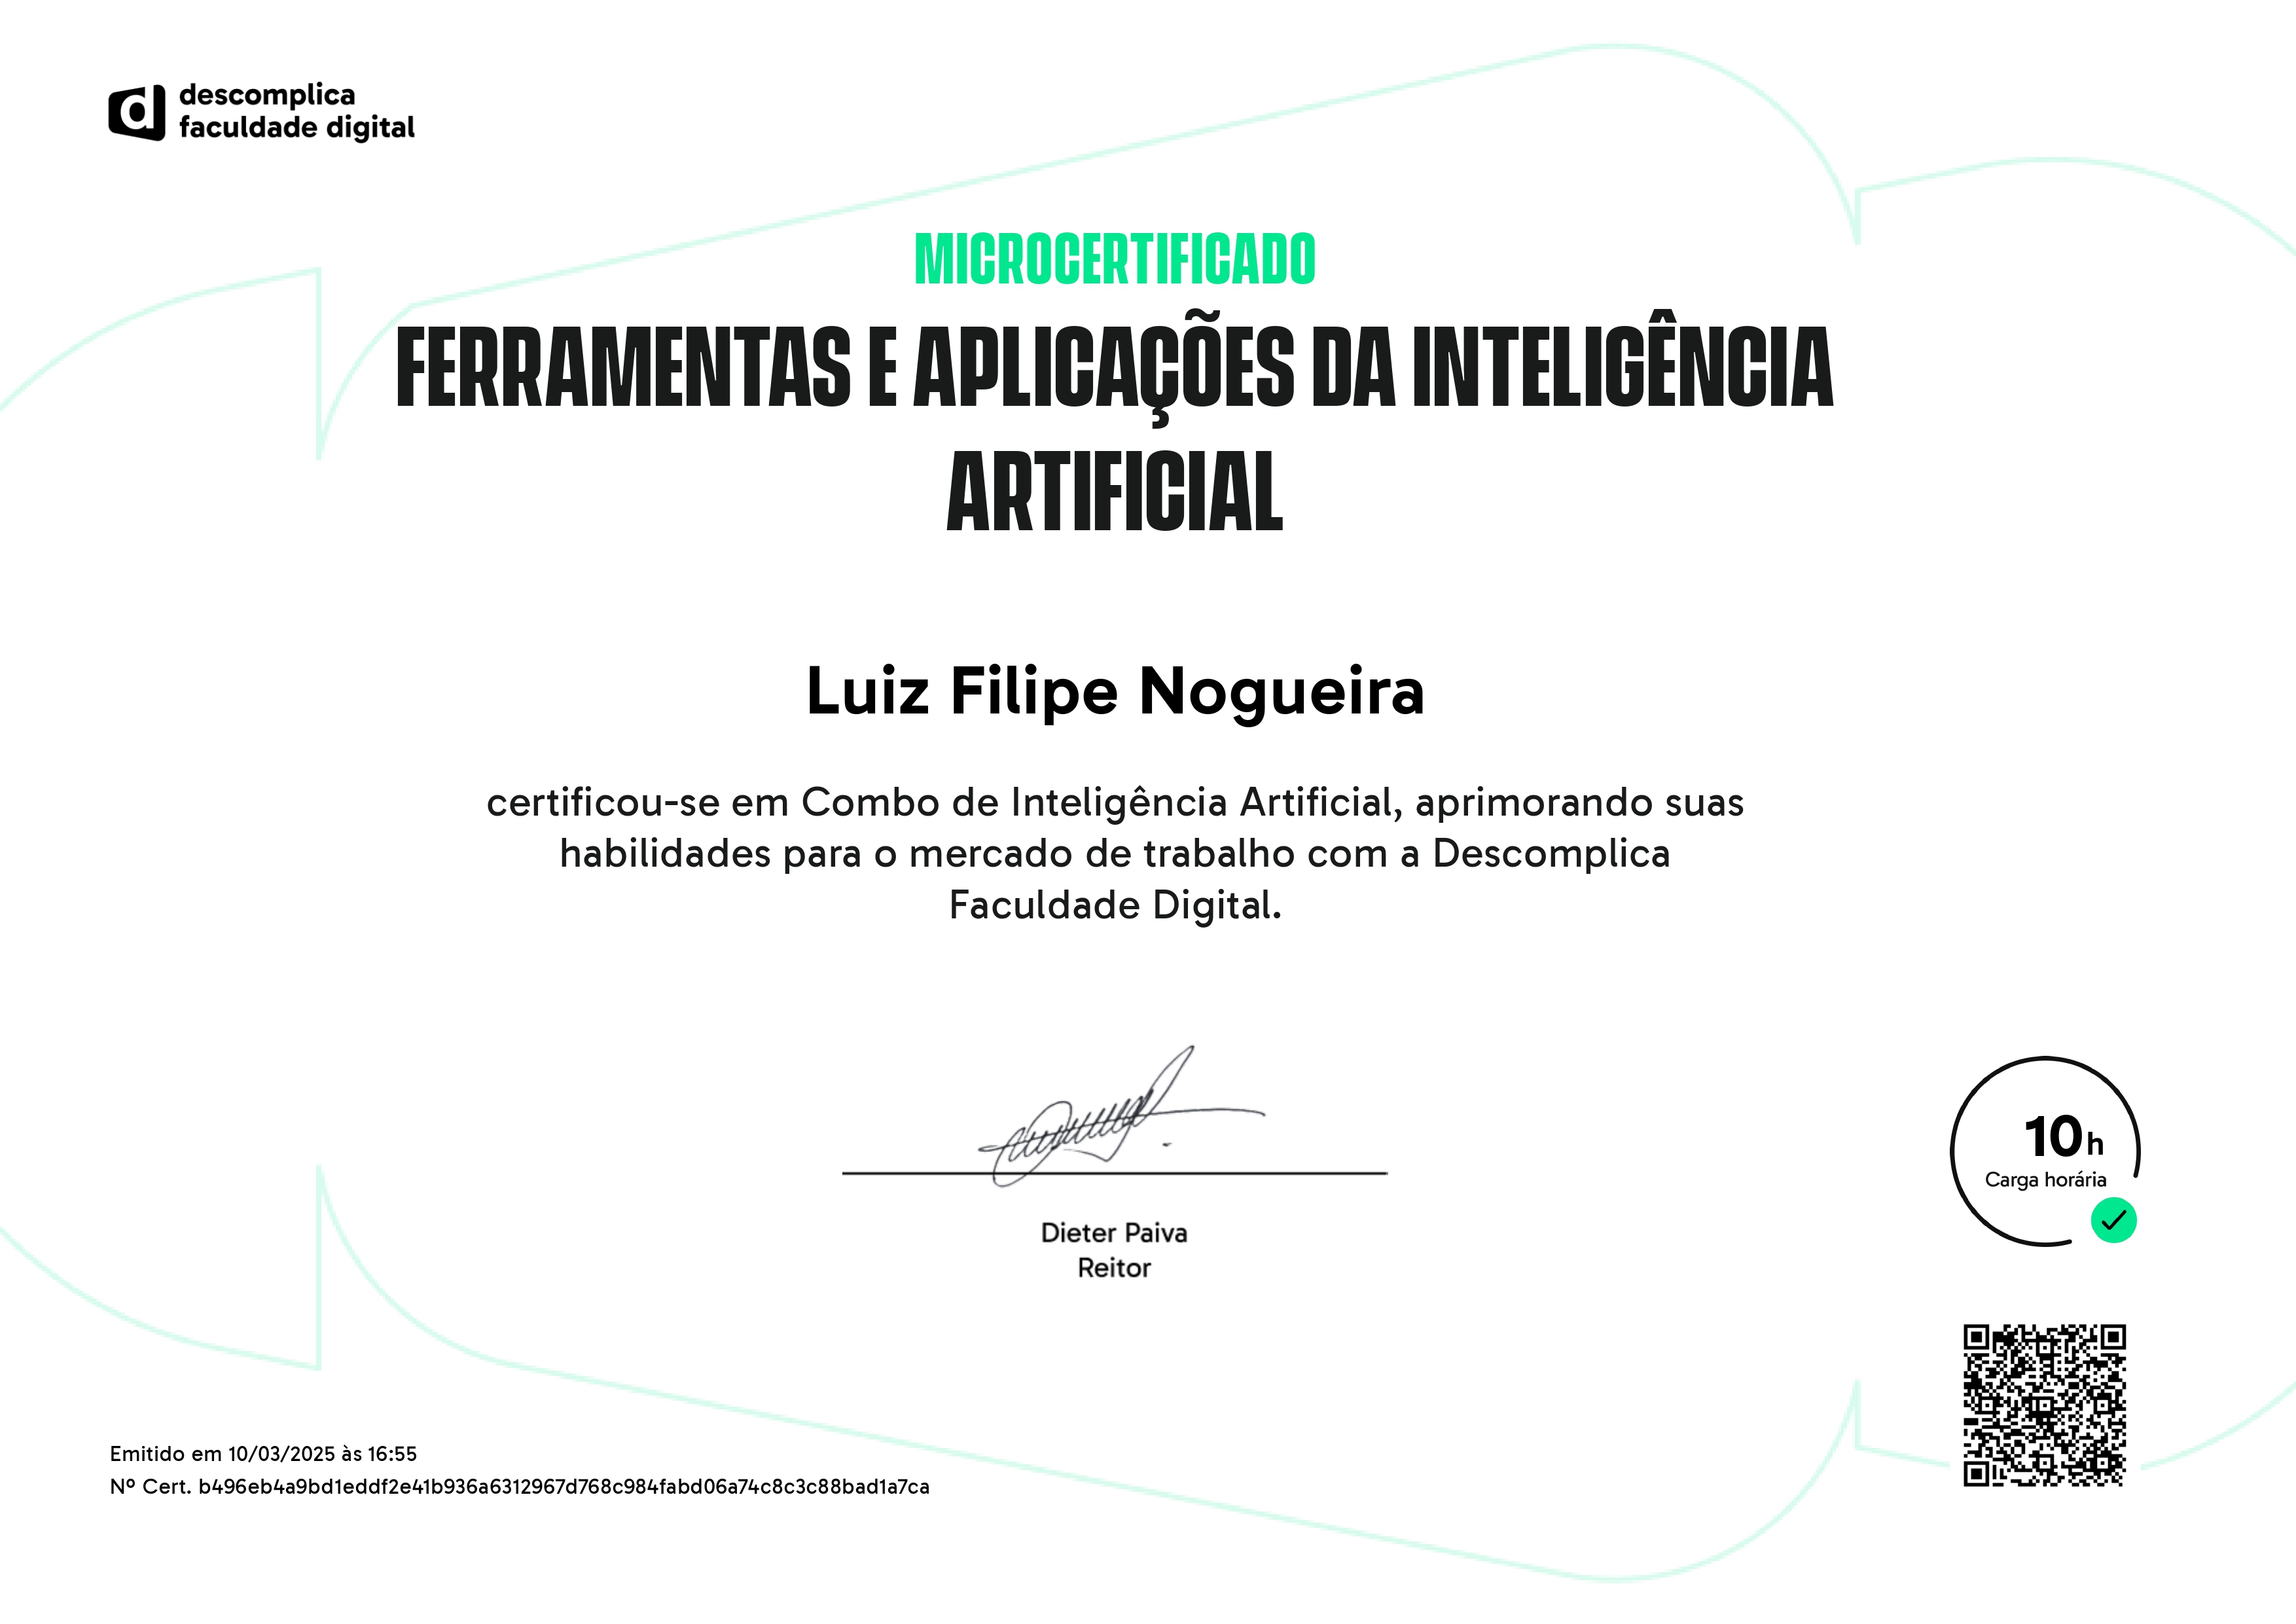 descomplica
faculdade digital
MICROCERTIFICADO
FERRAMENTAS E APLICAÇÕES DA INTELIGÊNCIA
ARTIFICIAL
Luiz Filipe Nogueira
certificou-se em Combo de Inteligência Artificial, aprimorando suas
habilidades para o mercado de trabalho com a Descomplica
Faculdade Digital.
Dieter Paiva
Reitor
10h
Carga horária
Emitido em 10/03/2025 às 16:55
Nº Cert. b496eb4a9bd1eddf2e41b936a6312967d768c984fabd06a74c8c3c88bad1a7ca